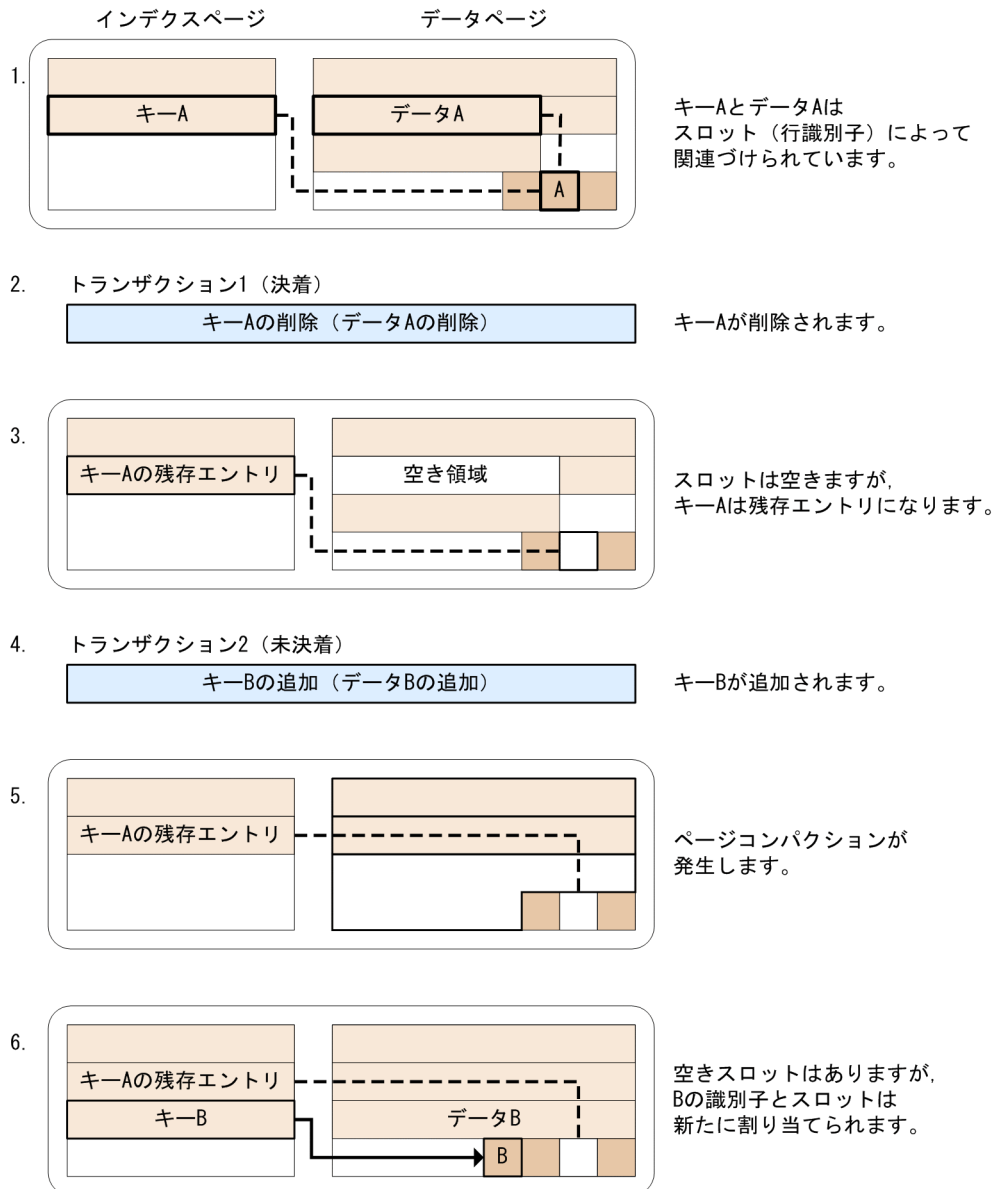 インデクスページ
データページ
1.
キーA
データA
A
キーAとデータAは
スロット（行識別子）によって
関連づけられています。
2.
トランザクション1（決着）
キーAの削除（データAの削除）
キーAが削除されます。
3.
キーAの残存エントリ
空き領域
スロットは空きますが,
キーAは残存エントリになります。
4.
トランザクション2（未決着）
キーBの追加（データBの追加）
キーBが追加されます。
5.
キーAの残存エントリ
ページコンパクションが
発生します。
6.
キーAの残存エントリ
キーB
データB
B
空きスロットはありますが,
Bの識別子とスロットは
新たに割り当てられます。